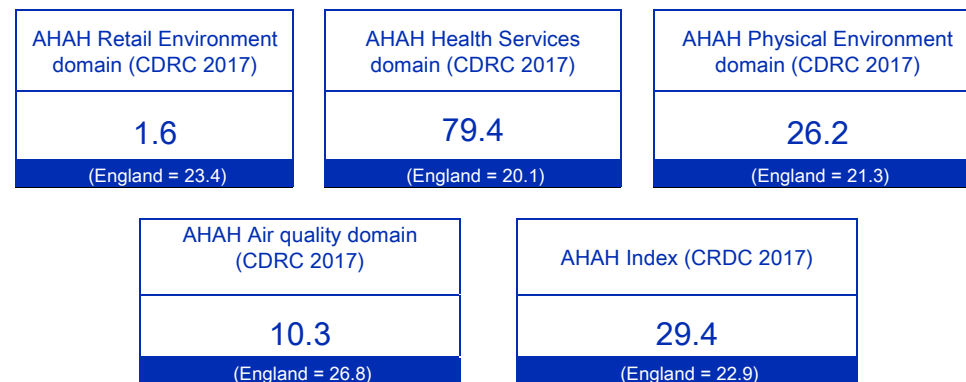 AHAH Retail Environment
domain (CDRC 2017)
1.6
(England = 23.4)
AHAH Health Services
domain (CDRC 2017)
79.4
(England = 20.1)
AHAH Physical Environment
domain (CDRC 2017)
26.2
(England = 21.3)
AHAH Air quality domain
(CDRC 2017)
10.3
(England = 26.8)
AHAH Index (CRDC 2017)
29.4
(England = 22.9)